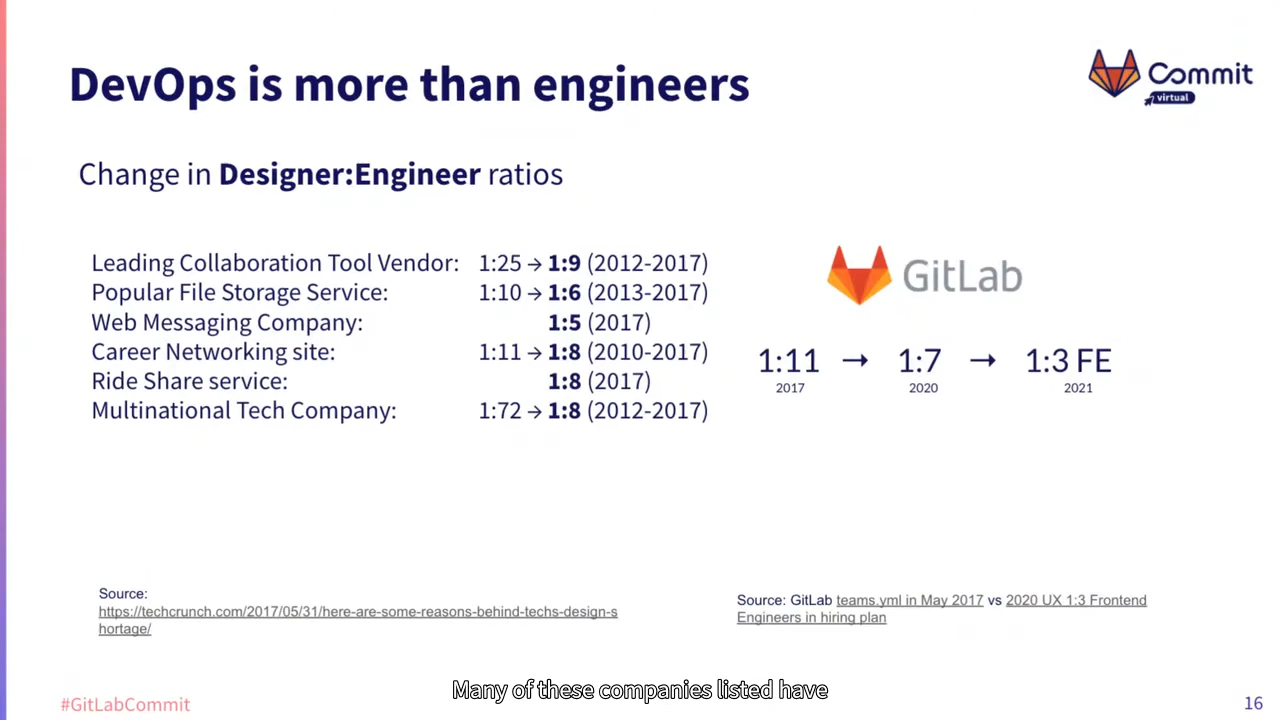 DevOps is more than engineers
Commit
virtual
Change in Designer:Engineer ratios
Leading Collaboration Tool Vendor: 1:25 → 1:9 (2012-2017)
Popular File Storage Service: 1:10 → 1:6 (2013-2017)
Web Messaging Company: 1:5 (2017)
Career Networking site: 1:11 → 1:8 (2010-2017)
Ride Share service: 1:8 (2017)
Multinational Tech Company: 1:72 → 1:8 (2012-2017)
GitLab
1:11 → 1:7 → 1:3 FE
2017 2020 2021
Source:
https://techcrunch.com/2017/05/31/here-are-some-reasons-behind-techs-design-s
hortage/
Source: GitLab teams.yml in May 2017 vs 2020 UX 1:3 Frontend
Engineers in hiring plan
Many of these companies listed have
#GitLabCommit
16